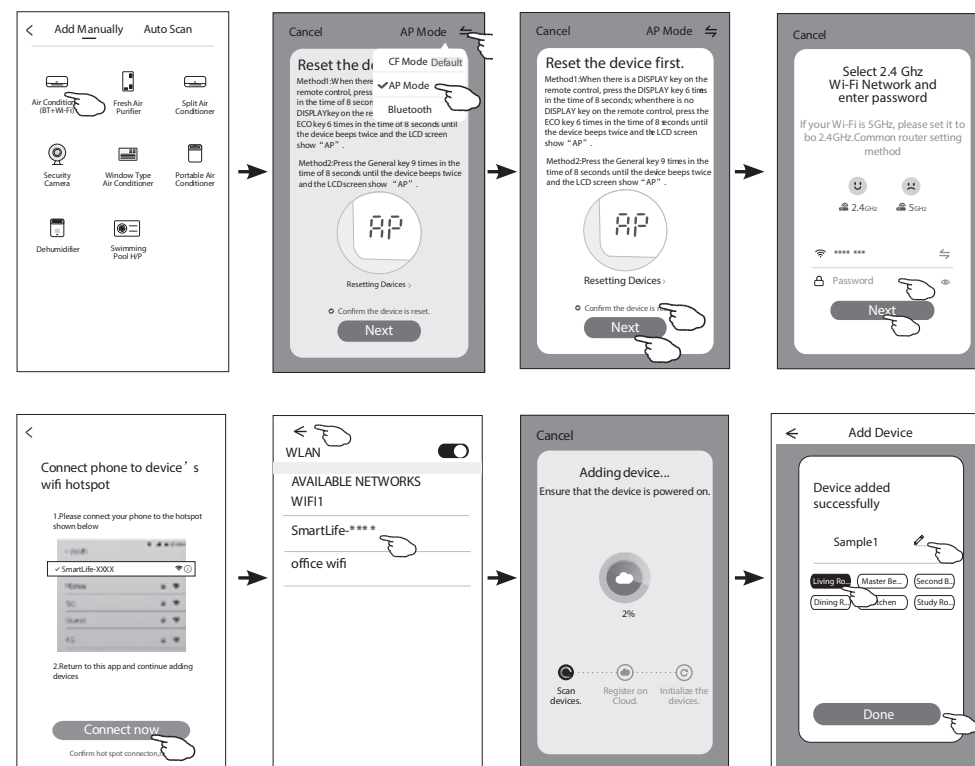 Add Manually Auto Scan
Air Condition
(BT+Wi-Fi)
Fresh Air
Purifier
Split Air
Conditioner
Security
Camera
Window Type
Air Conditioner
Portable Air
Conditioner
Dehumidifier
Swimming
Pool H/P
Cancel AP Mode
Reset the de
CF Mode Default
AP Mode
Bluetooth
Method1:When there
remote control, press
in the time of 8 secon
DISPLAYkey on the re
ECO key 6 times in the time of 8 seconds until
the device beeps twice and the LCD screen
show “AP”.
Method2:Press the General key 9 times in the
time of 8 seconds until the device beeps twice
and the LCD screen show “AP”.
AP
Resetting Devices >
Confirm the device is reset.
Next
Cancel AP Mode
Reset the device first.
Method1:When there is a DISPLAY key on the
remote control, press the DISPLAY key 6 times
in the time of 8 seconds; whenthere is no
DISPLAY key on the remote control, press the
ECO key 6 times in the time of 8 seconds until
the device beeps twice and the LCD screen
show “AP”.
Method2:Press the General key 9 times in the
time of 8 seconds until the device beeps twice
and the LCD screen show “AP”.
AP
Resetting Devices >
Confirm the device is
Next
Cancel
Select 2.4 Ghz
Wi-Fi Network and
enter password
If your Wi-Fi is 5GHz, please set it to
bo 2.4GHz.Common router setting
method
2.4GHz 5GHz
**** ***
Password
Next
Connect phone to device’s
wifi hotspot
1.Please connect your phone to the hotspot
shown below
SmartLife-XXXX
2.Return to this app and continue adding
devices
Connect now
Confirm hot spot connecton,
WLAN
AVAILABLE NETWORKS
WIFI1
SmartLife-****
office wifi
Cancel
Adding device...
Ensure that the device is powered on.
2%
Scan
devices.
Register on
Cloud.
Initialize the
devices.
Add Device
Device added
successfully
Sample1
Living Ro... Master Be... Second B...
Dining R... tchen Study Ro...
Done